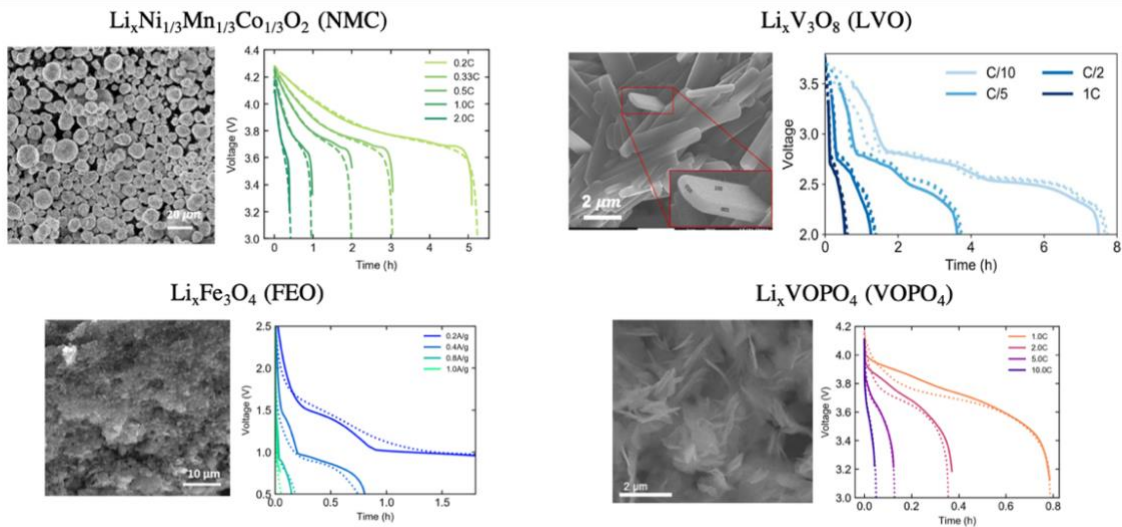 LiₓNi₁/₃Mn₁/₃Co₁/₃O₂ (NMC)
20 μm
4.4
4.2
4.0
3.8
3.6
3.4
3.2
3.0
Voltage (V)
0.2C
0.33C
0.5C
1.0C
2.0C
0 1 2 3 4 5
Time (h)
LiₓV₃O₈ (LVO)
2 μm
3.5
3.0
2.5
2.0
Voltage
C/10 C/2
C/5 1C
0 2 4 6 8
Time (h)
LiₓFe₃O₄ (FEO)
10 μm
2.5
2.0
1.5
1.0
0.5
Voltage (V)
0.2A/g
0.4A/g
0.8A/g
1.0A/g
0.0 0.5 1.0 1.5
Time (h)
LiₓVOPO₄ (VOPO₄)
2 μm
4.2
4.0
3.8
3.6
3.4
3.2
3.0
Voltage (V)
1.0C
2.0C
5.0C
10.0C
0.0 0.2 0.4 0.6 0.8
Time (h)